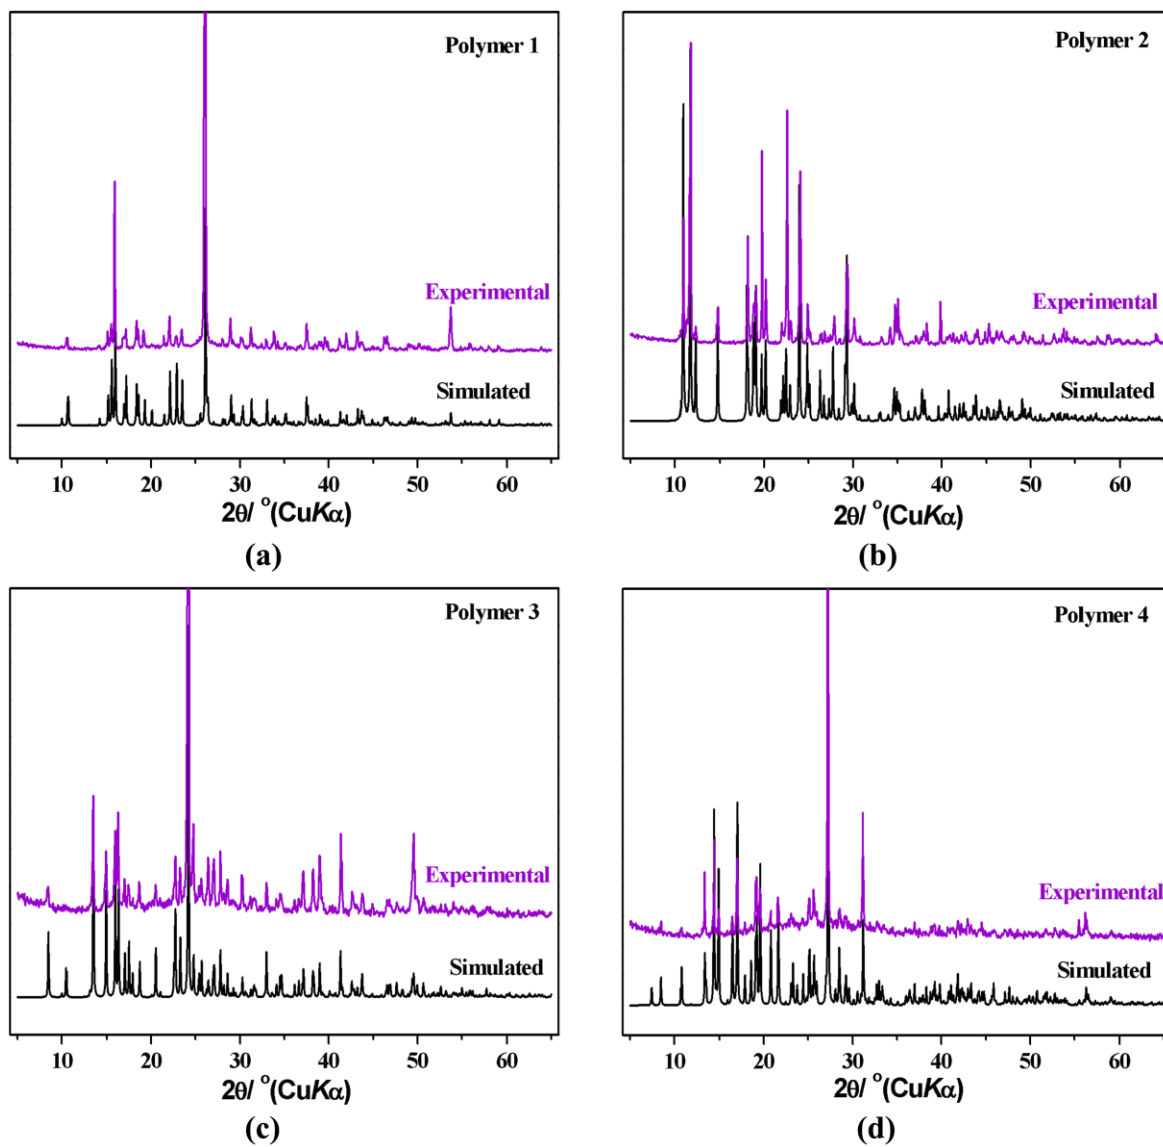 Polymer 1
Experimental
Simulated
10 20 30 40 50 60
2θ/ °(CuKα)
(a)
Polymer 2
Experimental
Simulated
10 20 30 40 50 60
2θ/ °(CuKα)
(b)
Polymer 3
Experimental
Simulated
10 20 30 40 50 60
2θ/ °(CuKα)
(c)
Polymer 4
Experimental
Simulated
10 20 30 40 50 60
2θ/ °(CuKα)
(d)